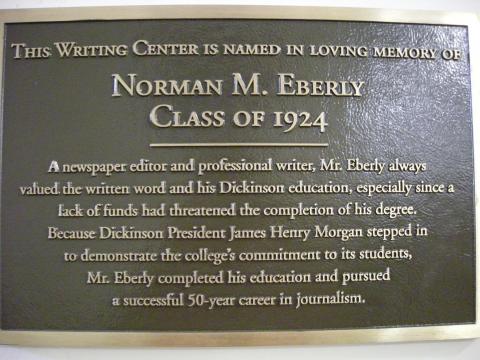 This Writing Center is named in loving memory of
Norman M. Eberly
Class of 1924
A newspaper editor and professional writer, Mr. Eberly always
valued the written word and his Dickinson education, especially since a
lack of funds had threatened the completion of his degree.
Because Dickinson President James Henry Morgan stepped in
to demonstrate the college's commitment to its students,
Mr. Eberly completed his education and pursued
a successful 50-year career in journalism.